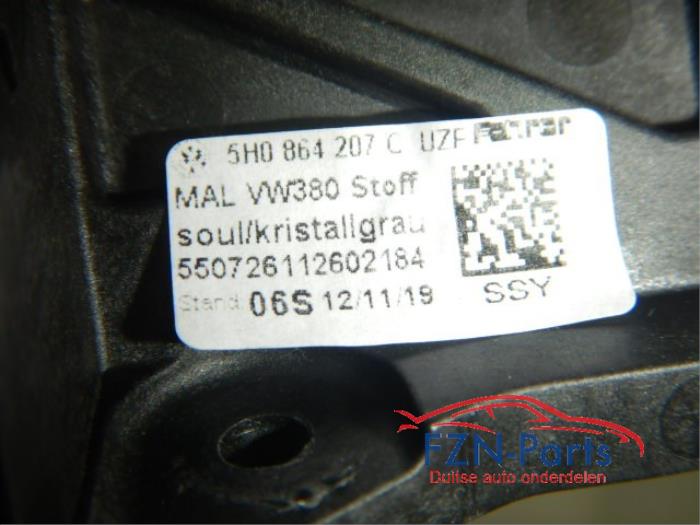 5H0 864 207 C UZF
MAL VW380 Stoff
soul/kristallgrau
550726112602184
Stand: 06S 12/11/19
SSY
FZN-Parts
Duitse auto onderdelen